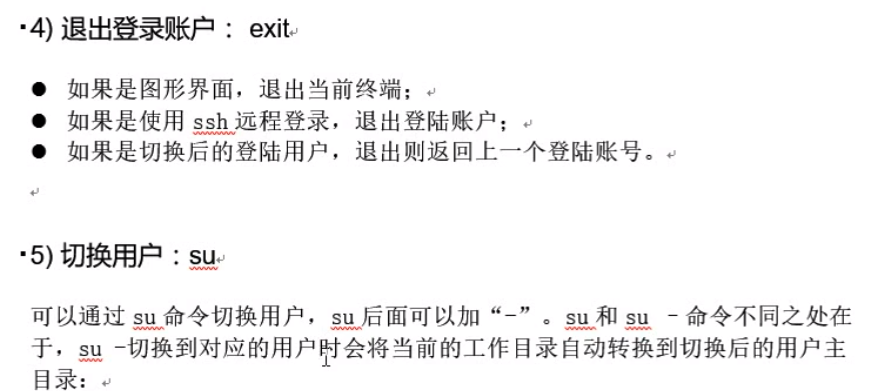 ▪4) 退出登录账户： exit
● 如果是图形界面，退出当前终端；
● 如果是使用 ssh 远程登录，退出登陆账户；
● 如果是切换后的登陆用户，退出则返回上一个登陆账号。
▪5) 切换用户：su
可以通过 su 命令切换用户，su 后面可以加“-”。su 和 su －命令不同之处在
于，su -切换到对应的用户时会将当前的工作目录自动转换到切换后的用户主
目录：